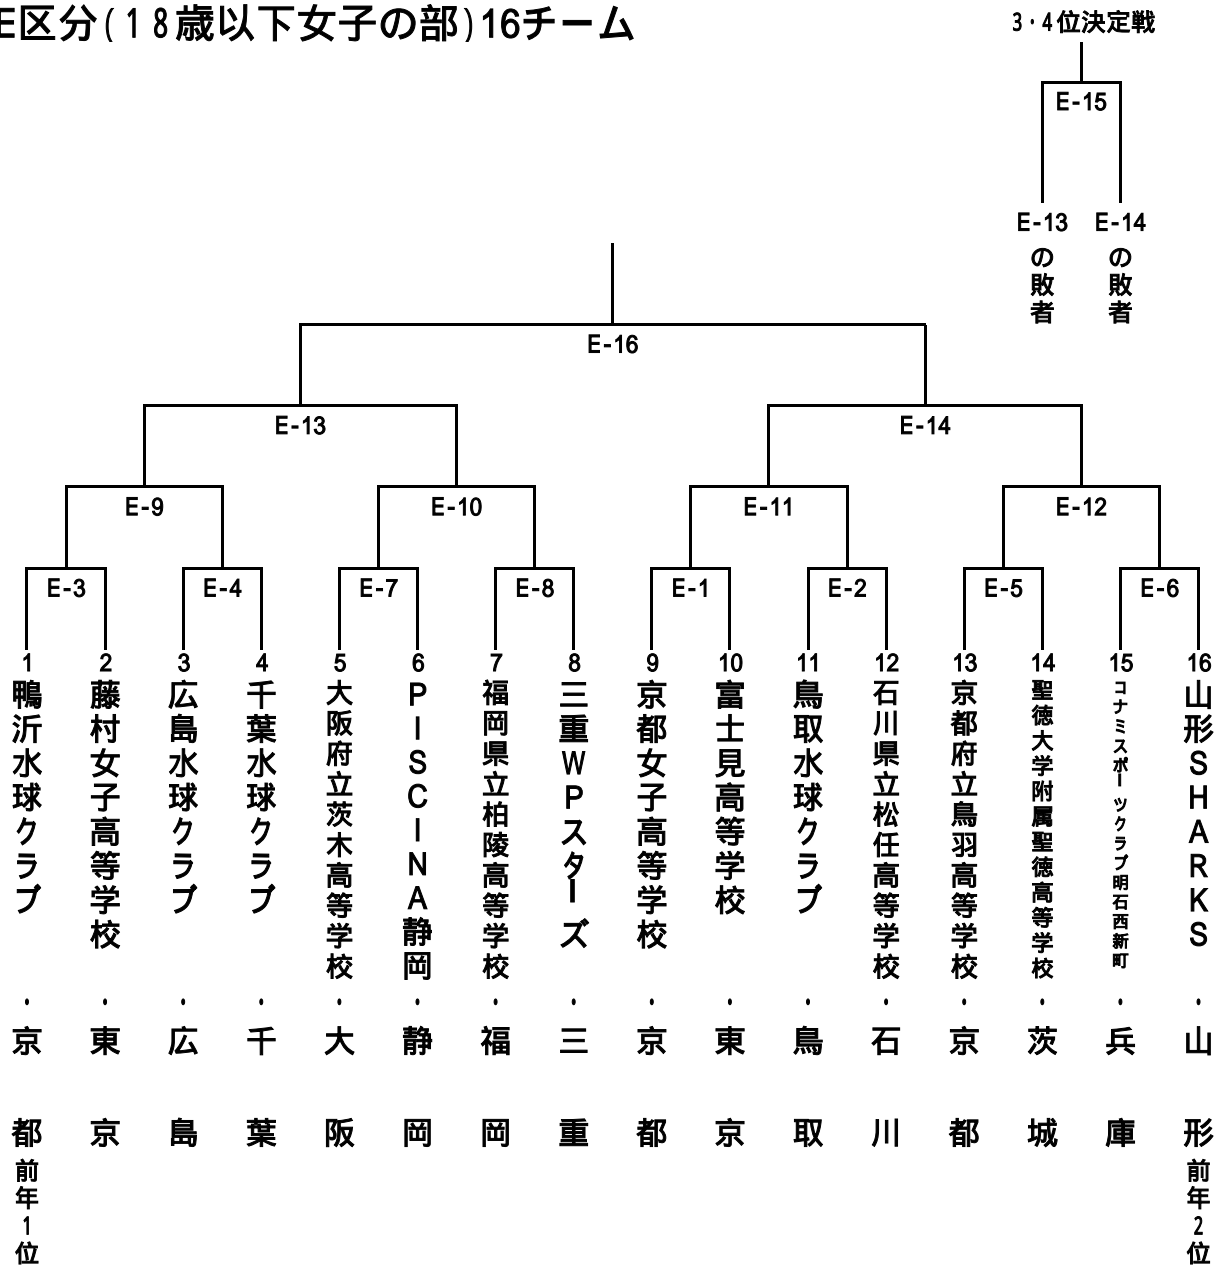 E区分(18歳以下女子の部)16チーム
3・4位決定戦
E-15
E-13の敗者
E-14の敗者
E-16
E-13
E-14
E-9
E-10
E-11
E-12
E-3
E-4
E-7
E-8
E-1
E-2
E-5
E-6
1 鴨沂水球クラブ・京都 前年1位
2 藤村女子高等学校・東京
3 広島水球クラブ・広島
4 千葉水球クラブ・千葉
5 大阪府立茨木高等学校・大阪
6 PISCINA静岡・静岡
7 福岡県立柏陵高等学校・福岡
8 三重WPスターズ・三重
9 京都女子高等学校・京都
10 富士見高等学校・東京
11 鳥取水球クラブ・鳥取
12 石川県立松任高等学校・石川
13 京都府立鳥羽高等学校・京都
14 聖徳大学附属聖徳高等学校・茨城
15 コナミスポーツクラブ明石西新町・兵庫
16 山形SHARKS・山形 前年2位